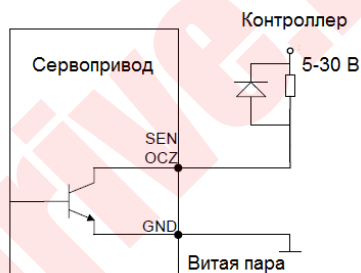 Контроллер
5-30 В
Сервопривод
SEN
OCZ
GND
Витая пара